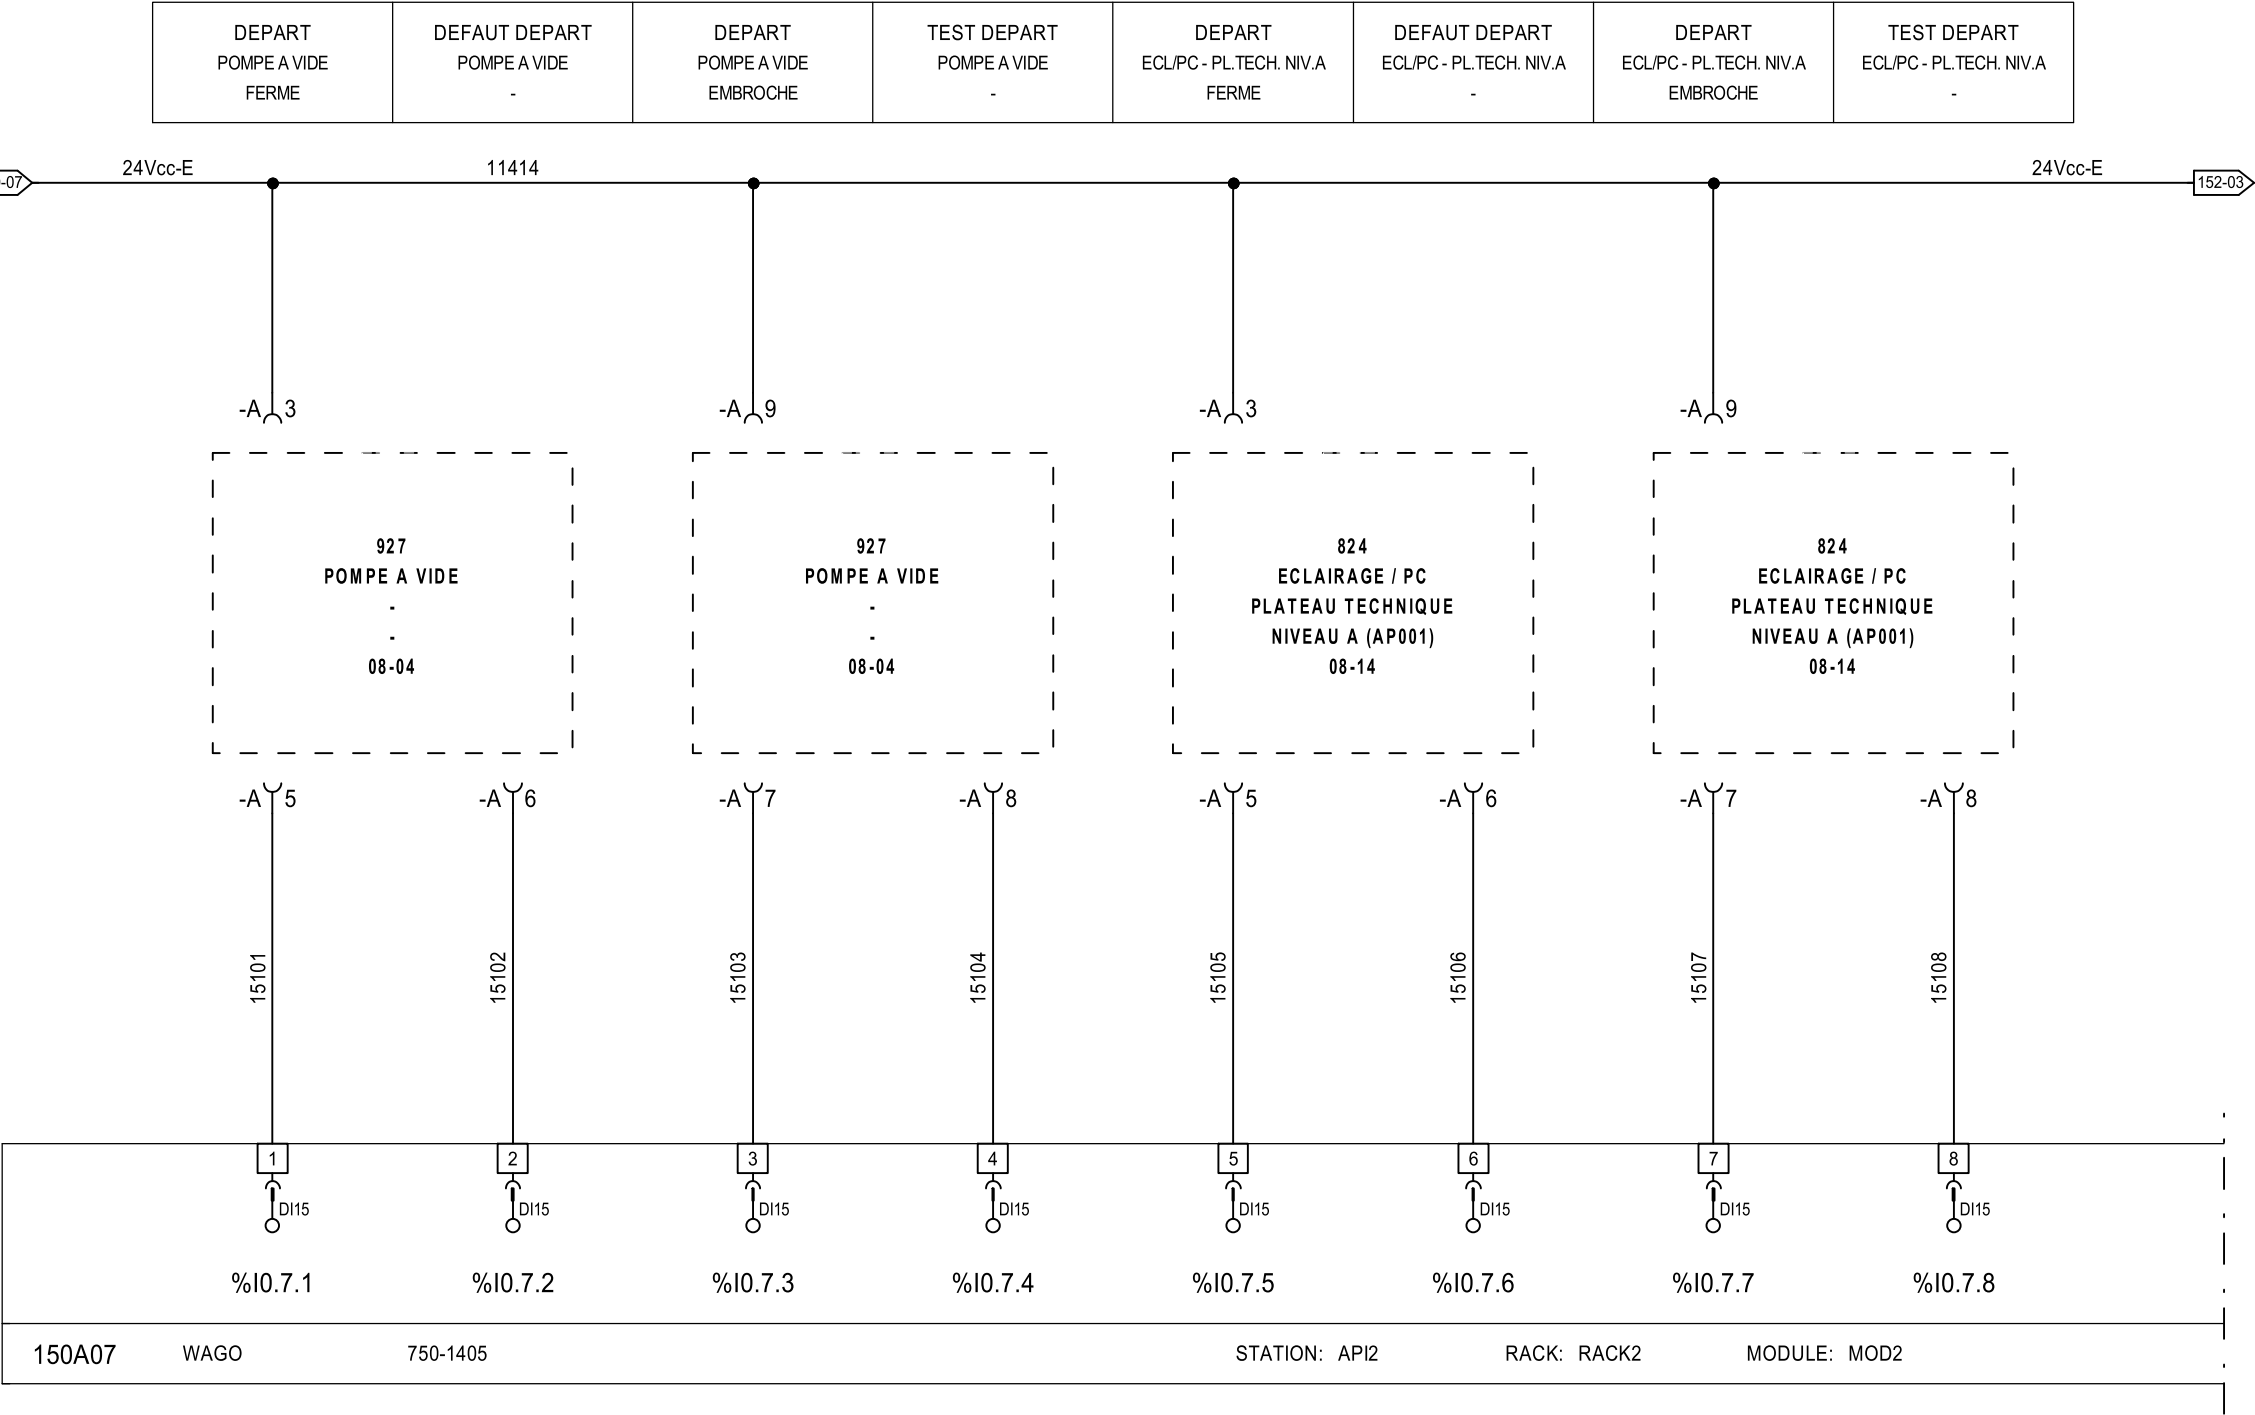 DEPART
POMPE A VIDE
FERME
DEFAUT DEPART
POMPE A VIDE
-
DEPART
POMPE A VIDE
EMBROCHE
TEST DEPART
POMPE A VIDE
-
DEPART
ECL/PC - PL.TECH. NIV.A
FERME
DEFAUT DEPART
ECL/PC - PL.TECH. NIV.A
-
DEPART
ECL/PC - PL.TECH. NIV.A
EMBROCHE
TEST DEPART
ECL/PC - PL.TECH. NIV.A
-
-07
24Vcc-E
11414
24Vcc-E
152-03
-A 3
-A 9
-A 3
-A 9
927
POMPE A VIDE
-
-
08-04
927
POMPE A VIDE
-
-
08-04
824
ECLAIRAGE / PC
PLATEAU TECHNIQUE
NIVEAU A (AP001)
08-14
824
ECLAIRAGE / PC
PLATEAU TECHNIQUE
NIVEAU A (AP001)
08-14
-A 5
-A 6
-A 7
-A 8
-A 5
-A 6
-A 7
-A 8
15101
15102
15103
15104
15105
15106
15107
15108
1
2
3
4
5
6
7
8
DI15
DI15
DI15
DI15
DI15
DI15
DI15
DI15
%I0.7.1
%I0.7.2
%I0.7.3
%I0.7.4
%I0.7.5
%I0.7.6
%I0.7.7
%I0.7.8
150A07
WAGO
750-1405
STATION: API2
RACK: RACK2
MODULE: MOD2